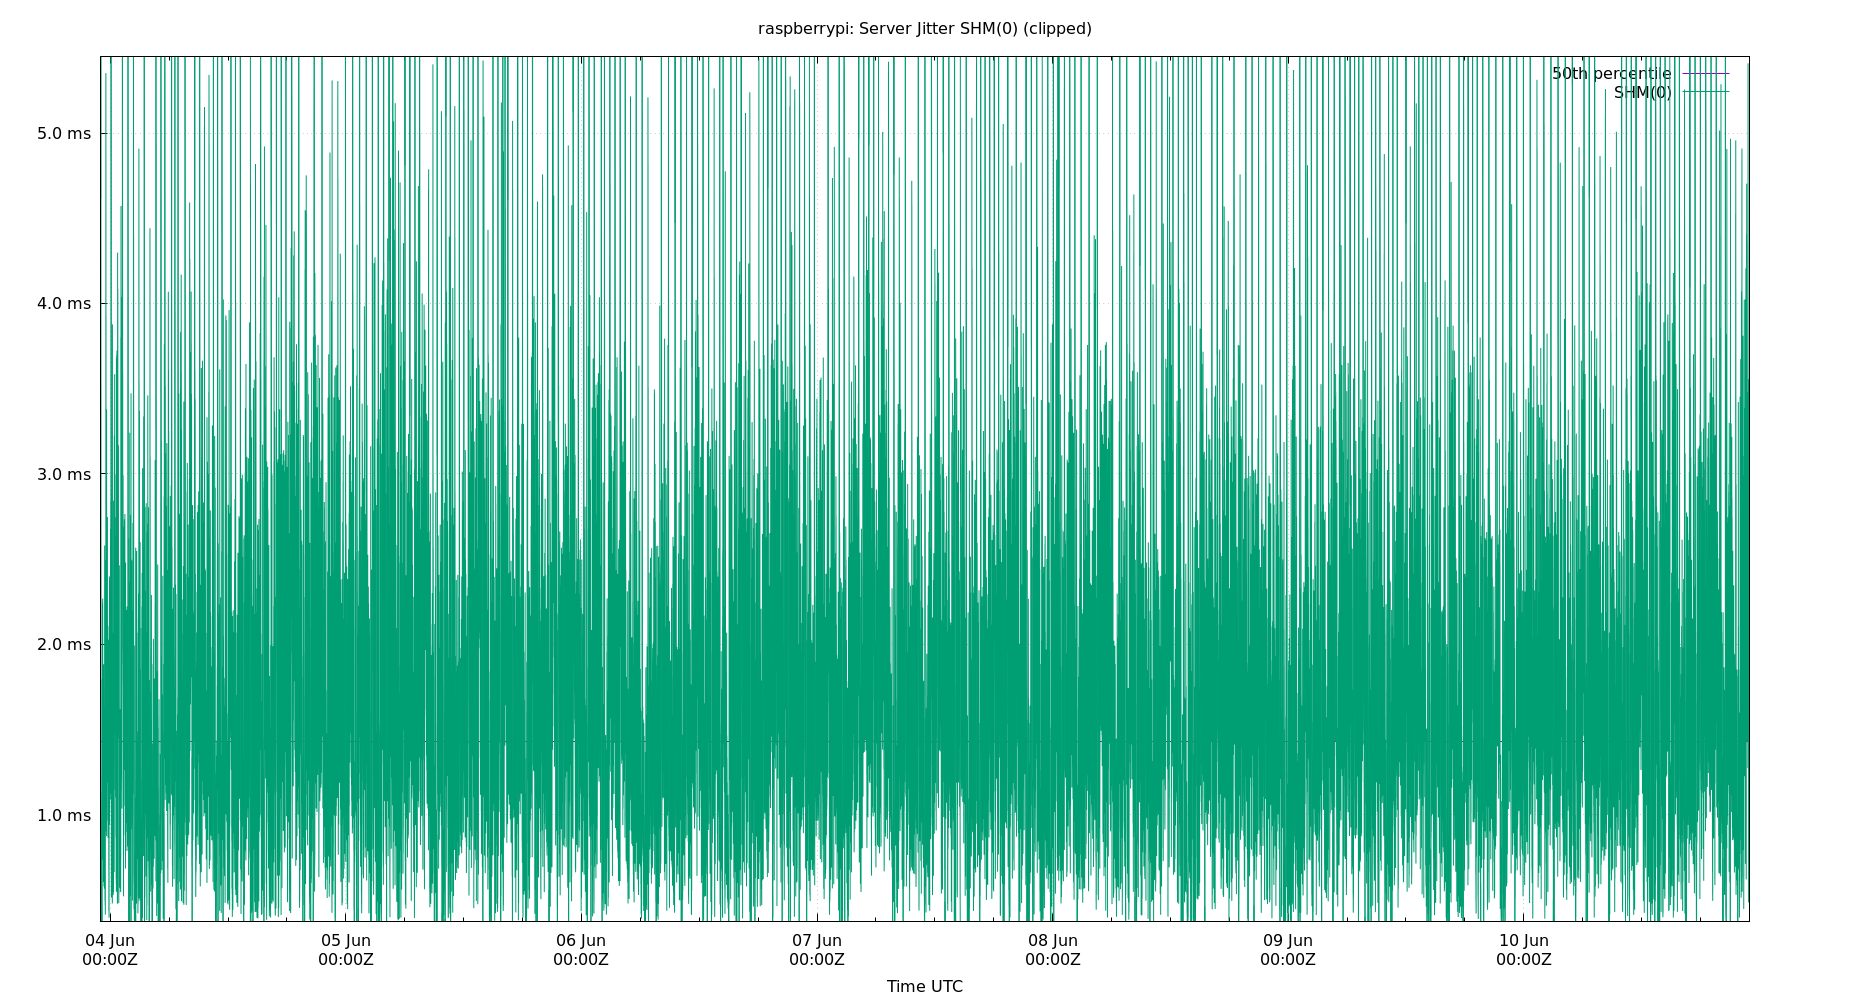 raspberrypi: Server Jitter SHM(0) (clipped)
50th percentile
SHM(0)
5.0 ms
4.0 ms
3.0 ms
2.0 ms
1.0 ms
04 Jun 05 Jun 06 Jun 07 Jun 08 Jun 09 Jun 10 Jun
00:00Z 00:00Z 00:00Z 00:00Z 00:00Z 00:00Z 00:00Z
Time UTC